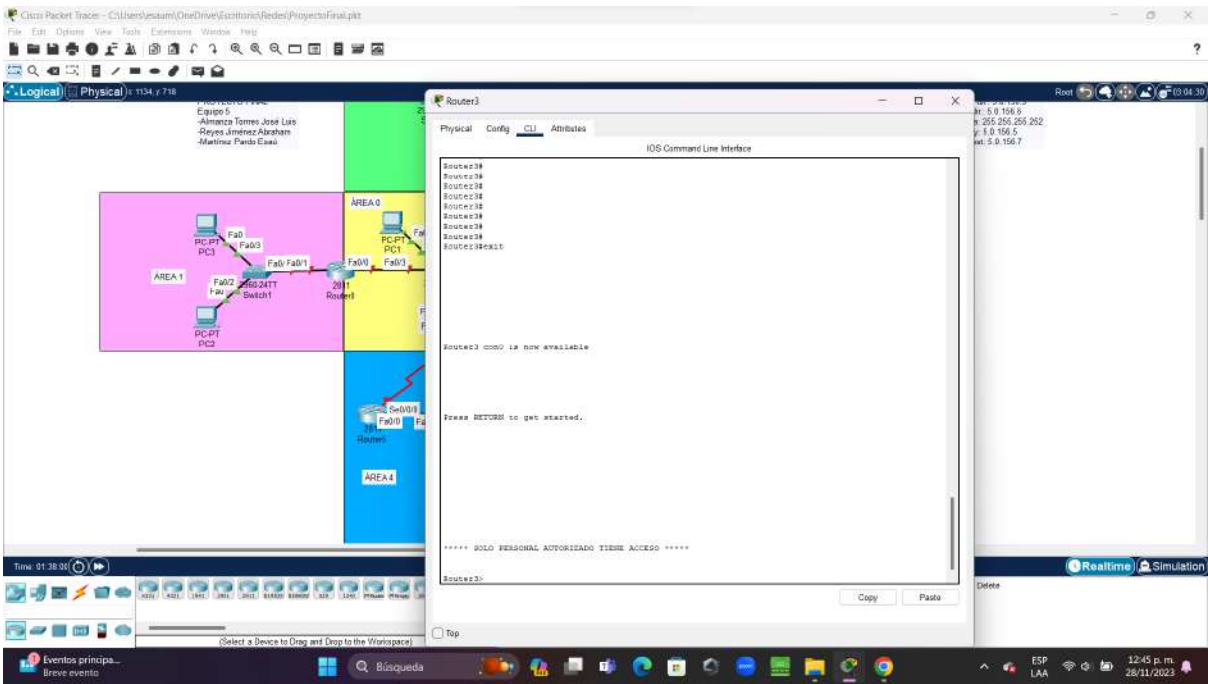 Cisco Packet Tracer - C:\Users\esaum\OneDrive\Escritorio\Redes\ProyectoFinal.pkt
File Edit Options View Tools Extensions Window Help
?
Logical Physical x: 1134, y: 718
Root 03:04:30
Equipo 5
-Almanza Torres José Luis
-Reyes Jiménez Abraham
-Martínez Pardo Esaú
5.0.156.6
255.255.255.252
5.0.156.5
5.0.156.7
ÁREA 0
ÁREA 1
PC-PT
PC3
Fa0
Fa0/3
Fa0/1
Fa0/2
2960-24TT
Switch1
PC-PT
PC2
PC-PT
PC1
Fa0/0
Fa0/3
2811
Se0/0/0
Fa0/0
ÁREA 4
Router3
Physical Config CLI Attributes
IOS Command Line Interface
Router3#
Router3#
Router3#
Router3#
Router3#
Router3#
Router3#
Router3#
Router3#exit
Router3 con0 is now available
Press RETURN to get started.
***** SOLO PERSONAL AUTORIZADO TIENE ACCESO *****
Router3>
Copy Paste
Top
Time: 01:38:00
Realtime Simulation
Delete
(Select a Device to Drag and Drop to the Workspace)
Eventos principa...
Breve evento
Búsqueda
ESP
LAA
12:45 p. m.
28/11/2023